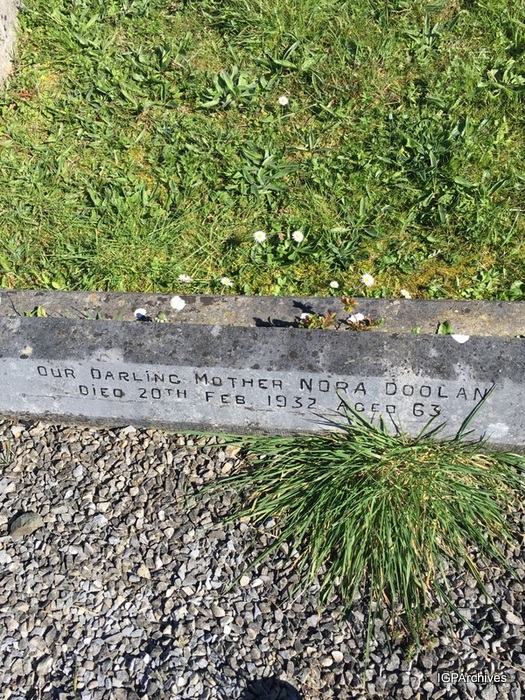 OUR DARLING MOTHER NORA DOOLAN
DIED 20TH FEB. 1932 AGED 63
IGPArchives